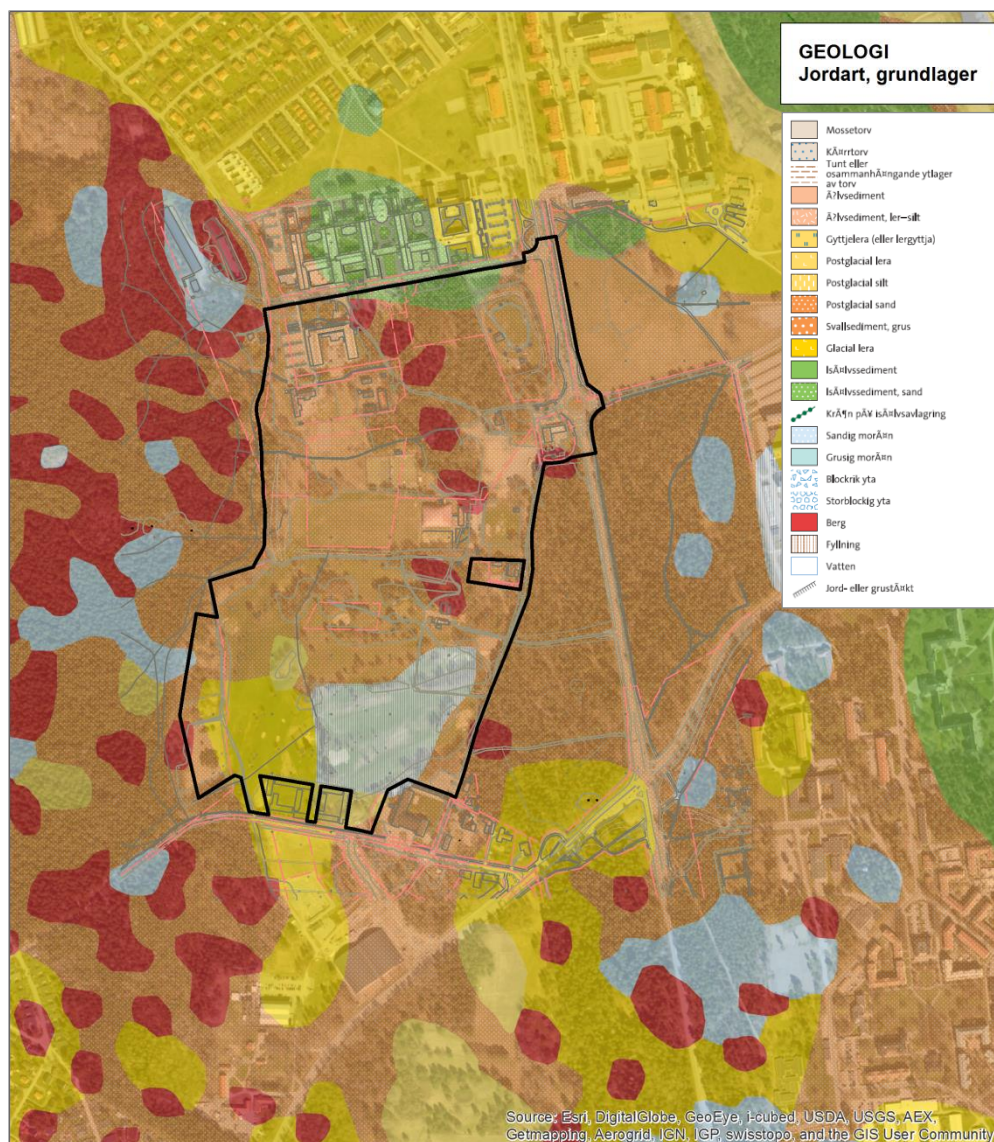 GEOLOGI
Jordart, grundlager
Mossetorv
KÃ¤rrtorv
Tunt eller
osammanhÃ¤ngande ytlager
av torv
Ã?lvsediment
Ã?lvsediment, ler–silt
Gyttjelera (eller lergyttja)
Postglacial lera
Postglacial silt
Postglacial sand
Svallsediment, grus
Glacial lera
IsÃ¤lvssediment
IsÃ¤lvssediment, sand
KrÃ¶n pÃ¥ isÃ¤lvsavlagring
Sandig morÃ¤n
Grusig morÃ¤n
Blockrik yta
Storblockig yta
Berg
Fyllning
Vatten
Jord- eller grustÃ¤kt
Source: Esri, DigitalGlobe, GeoEye, i-cubed, USDA, USGS, AEX,
Getmapping, Aerogrid, IGN, IGP, swisstopo, and the GIS User Community